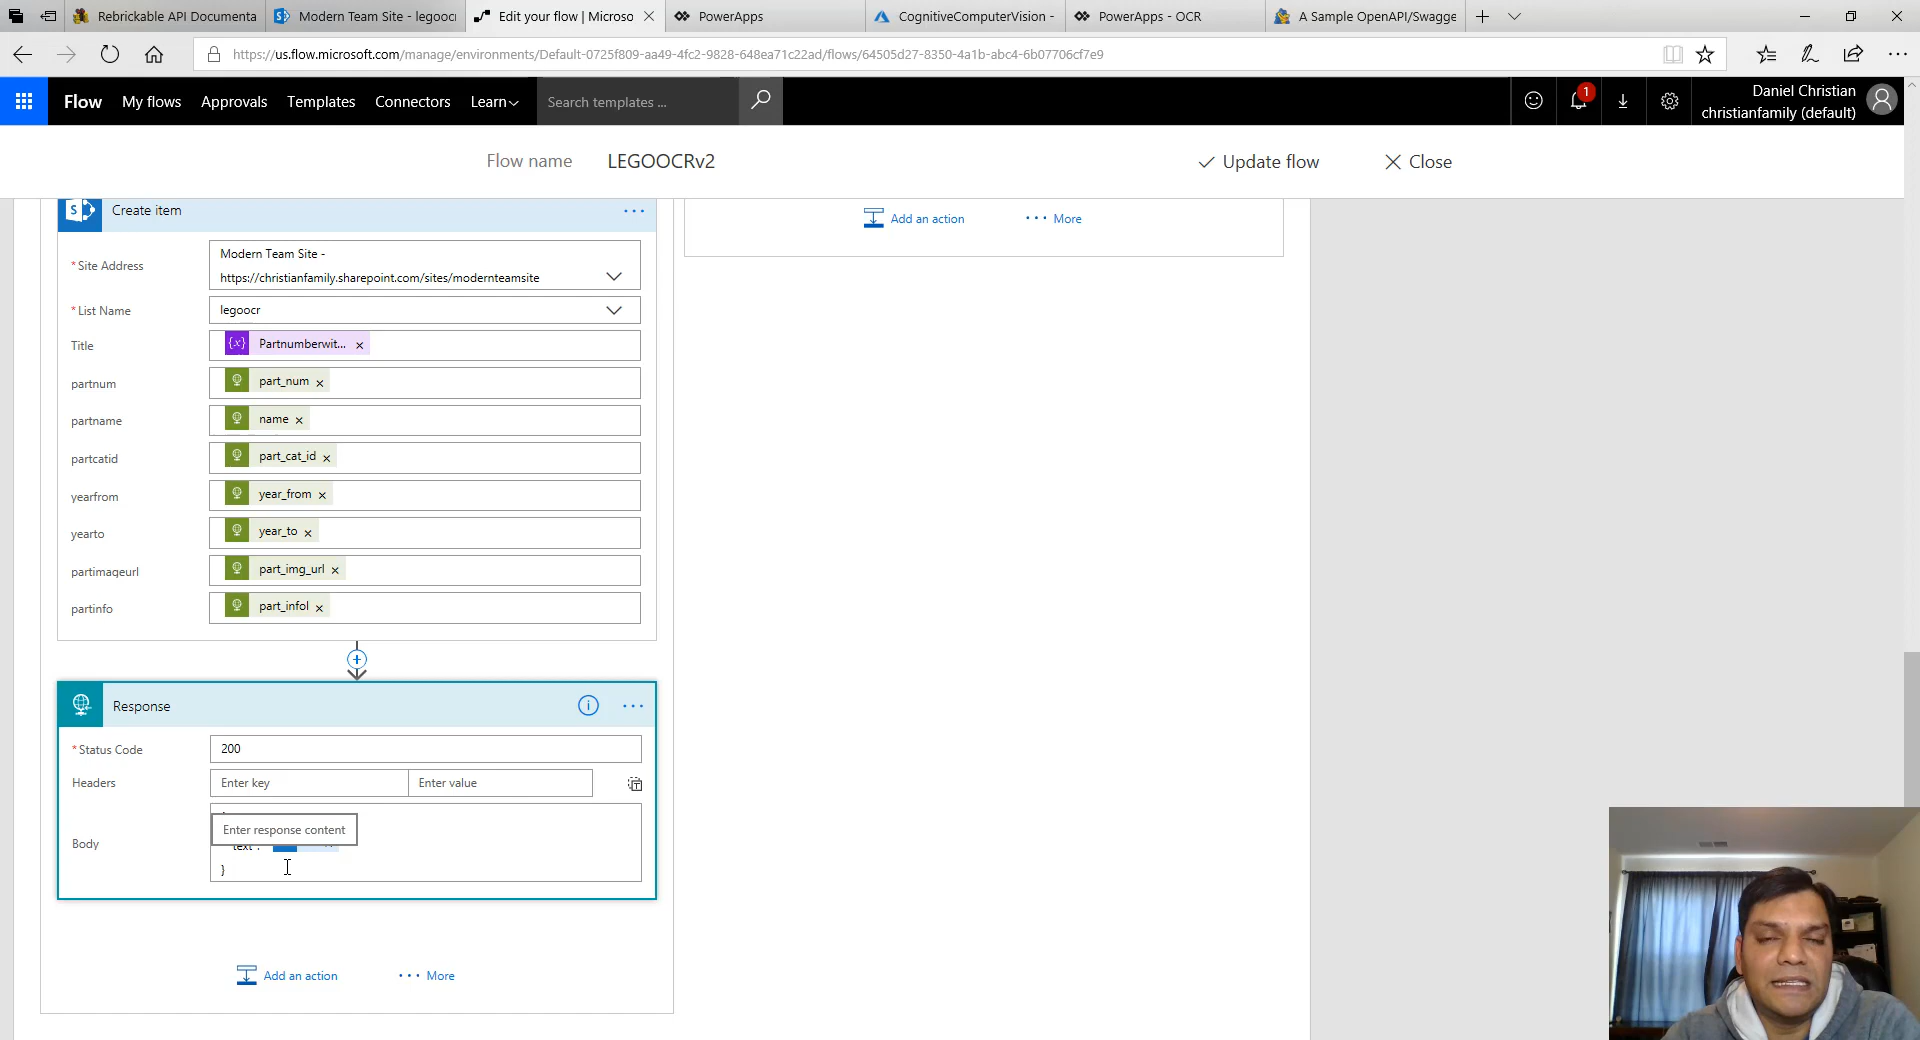 Rebrickable API Documenta
Modern Team Site - legooc
Edit your flow | Microso
PowerApps
CognitiveComputerVision -
PowerApps - OCR
A Sample OpenAPI/Swagge
https://us.flow.microsoft.com/manage/environments/Default-0725f809-aa49-4fc2-9828-648ea71c22ad/flows/64505d27-8350-4a1b-abc4-6b07706cf7e9
Flow
My flows
Approvals
Templates
Connectors
Learn
Search templates ...
1
Daniel Christian
christianfamily (default)
Flow name
LEGOOCRv2
Update flow
Close
Create item
Add an action
More
* Site Address
Modern Team Site -
https://christianfamily.sharepoint.com/sites/modernteamsite
* List Name
legoocr
Title
{x} Partnumberwit... ×
partnum
part_num ×
partname
name ×
partcatid
part_cat_id ×
yearfrom
year_from ×
yearto
year_to ×
partimageurl
part_img_url ×
partinfo
part_infol ×
Response
* Status Code
200
Headers
Enter key
Enter value
Enter response content
Body
"text":
}
Add an action
More